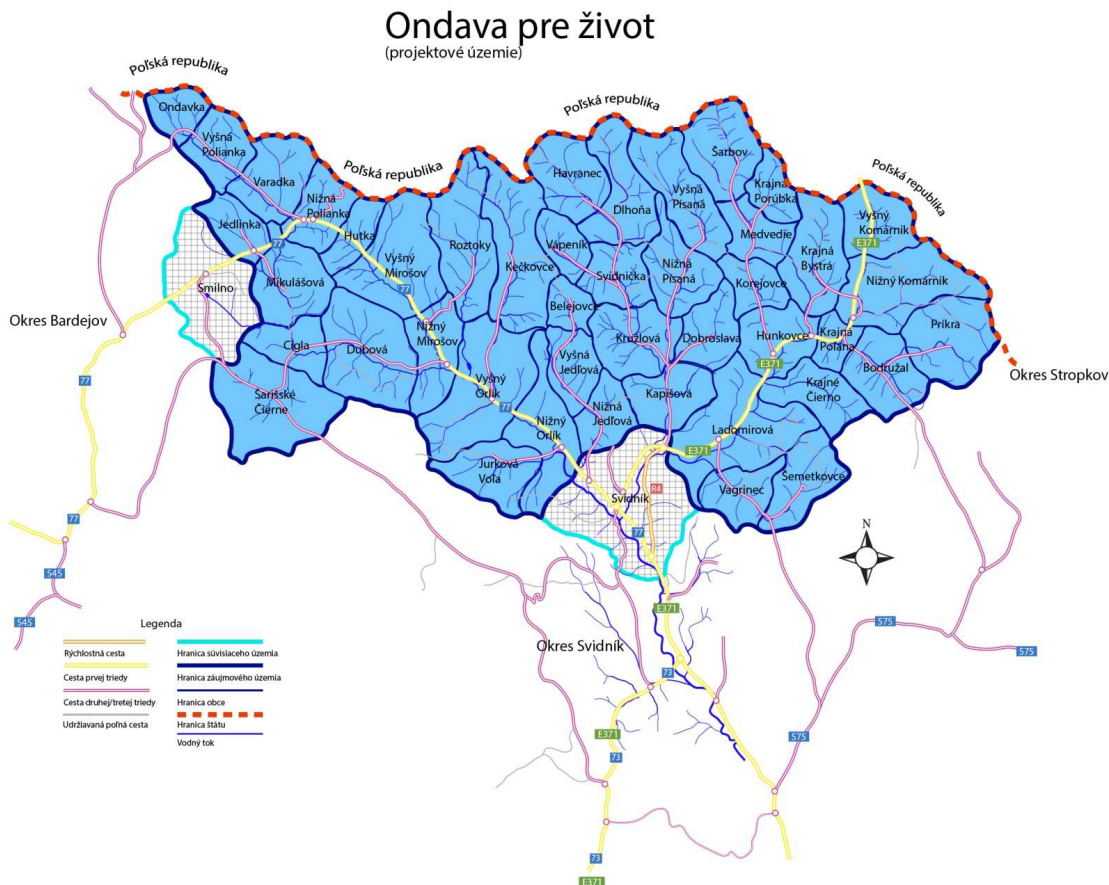 Ondava pre život
(projektové územie)
Poľská republika
Poľská republika
Poľská republika
Poľská republika
Ondavka
Vyšná
Polianka
Varadka
Nižná
Polianka
Jedlinka
Hutka
Mikulášová
Smilno
Vyšný
Mirošov
Nižný
Mirošov
Roztoky
Kečkovce
Cigla
Dubová
Šarišské
Čierne
Vyšný
Orlík
Nižný
Orlík
Jurková
Voľa
Havranec
Dlhoňa
Vápeník
Svidnička
Belejovce
Vyšná
Jedľová
Nižná
Jedľová
Kružlová
Vyšná
Písaná
Nižná
Písaná
Dobroslava
Kapišová
Šarbov
Krajná
Porúbka
Medvedie
Korejovce
Krajná
Bystrá
Vyšný
Komárnik
Nižný Komárnik
Príkra
Hunkovce
Krajná
Poľana
Bodružal
Krajné
Čierno
Ladomirová
Vagrinec
Šemetkovce
Svidník
Okres Bardejov
Okres Stropkov
Okres Svidník
77
77
77
77
77
77
77
545
545
E371
E371
E371
R4
E371
73
E371
73
73
E371
575
575
575
N
Legenda
Rýchlostná cesta
Cesta prvej triedy
Cesta druhej/tretej triedy
Udržiavaná poľná cesta
Hranica súvisiaceho územia
Hranica záujmového územia
Hranica obce
Hranica štátu
Vodný tok